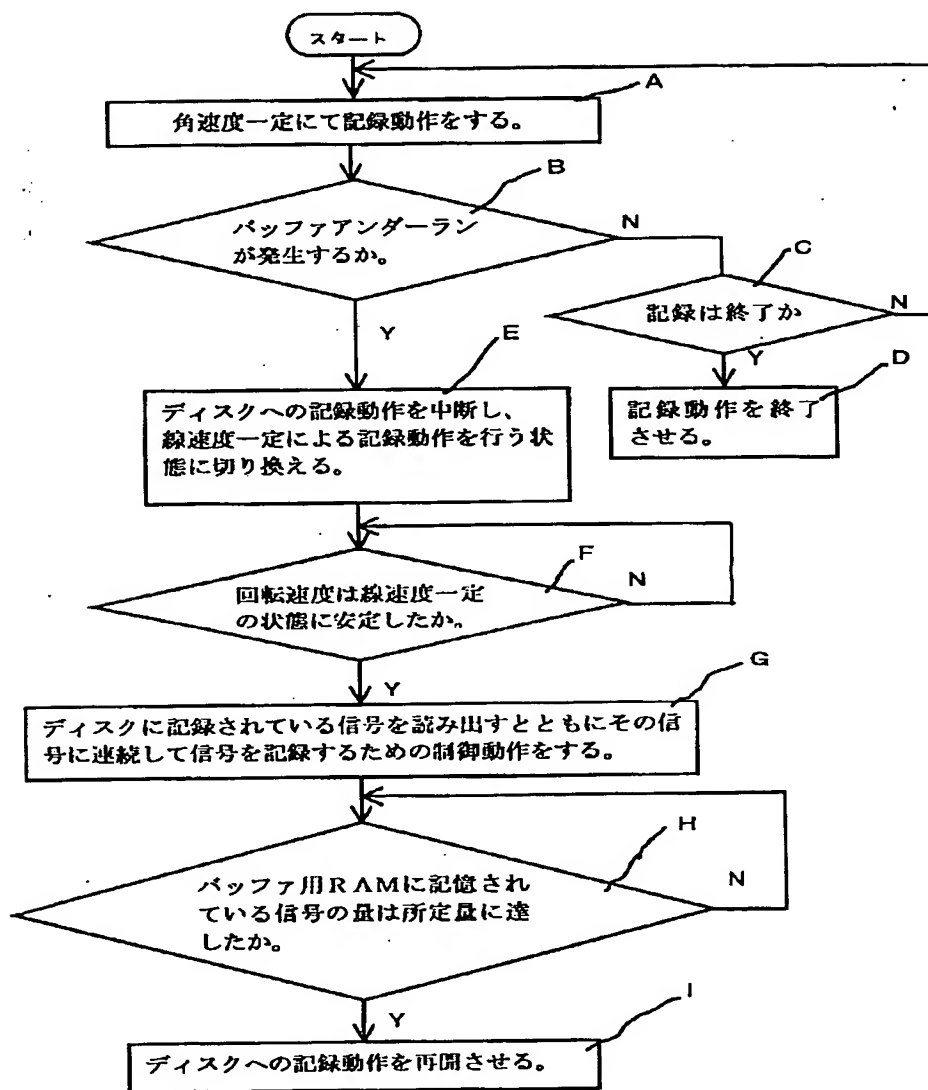 スタート
A
角速度一定にて記録動作をする。
B
バッファアンダーラン
が発生するか。
N
C
記録は終了か
N
Y
Y
D
記録動作を終了
させる。
E
ディスクへの記録動作を中断し、
線速度一定による記録動作を行う状
態に切り換える。
F
回転速度は線速度一定
の状態に安定したか。
N
Y
G
ディスクに記録されている信号を読み出すとともにその信
号に連続して信号を記録するための制御動作をする。
H
バッファ用RAMに記憶され
ている信号の量は所定量に達
したか。
N
Y
I
ディスクへの記録動作を再開させる。